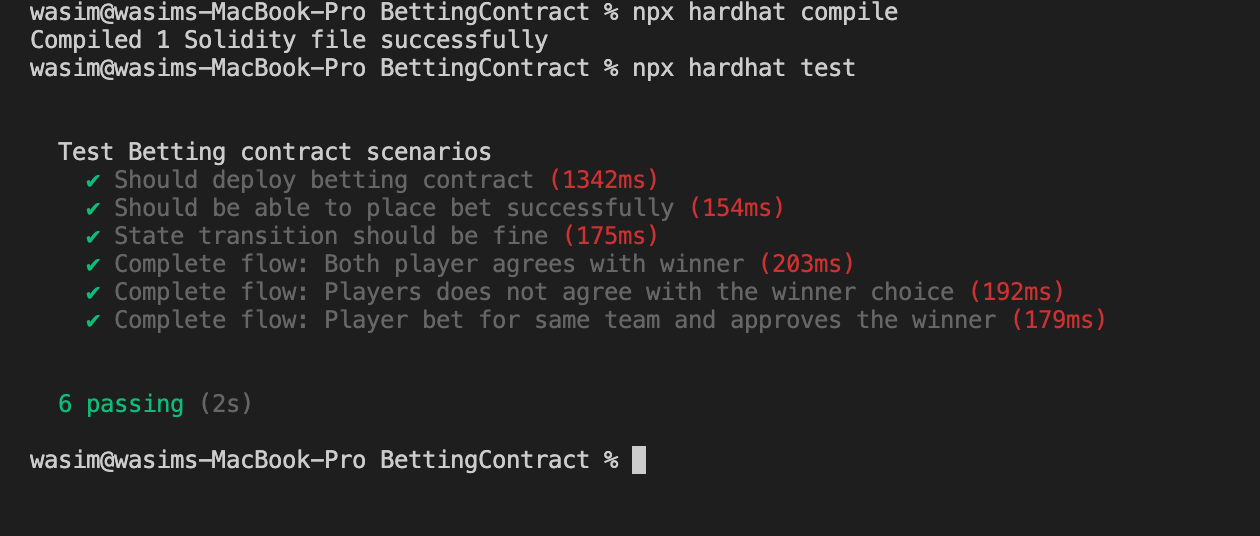 wasim@wasims-MacBook-Pro BettingContract % npx hardhat compile
Compiled 1 Solidity file successfully
wasim@wasims-MacBook-Pro BettingContract % npx hardhat test
Test Betting contract scenarios
✔ Should deploy betting contract (1342ms)
✔ Should be able to place bet successfully (154ms)
✔ State transition should be fine (175ms)
✔ Complete flow: Both player agrees with winner (203ms)
✔ Complete flow: Players does not agree with the winner choice (192ms)
✔ Complete flow: Player bet for same team and approves the winner (179ms)
6 passing (2s)
wasim@wasims-MacBook-Pro BettingContract %